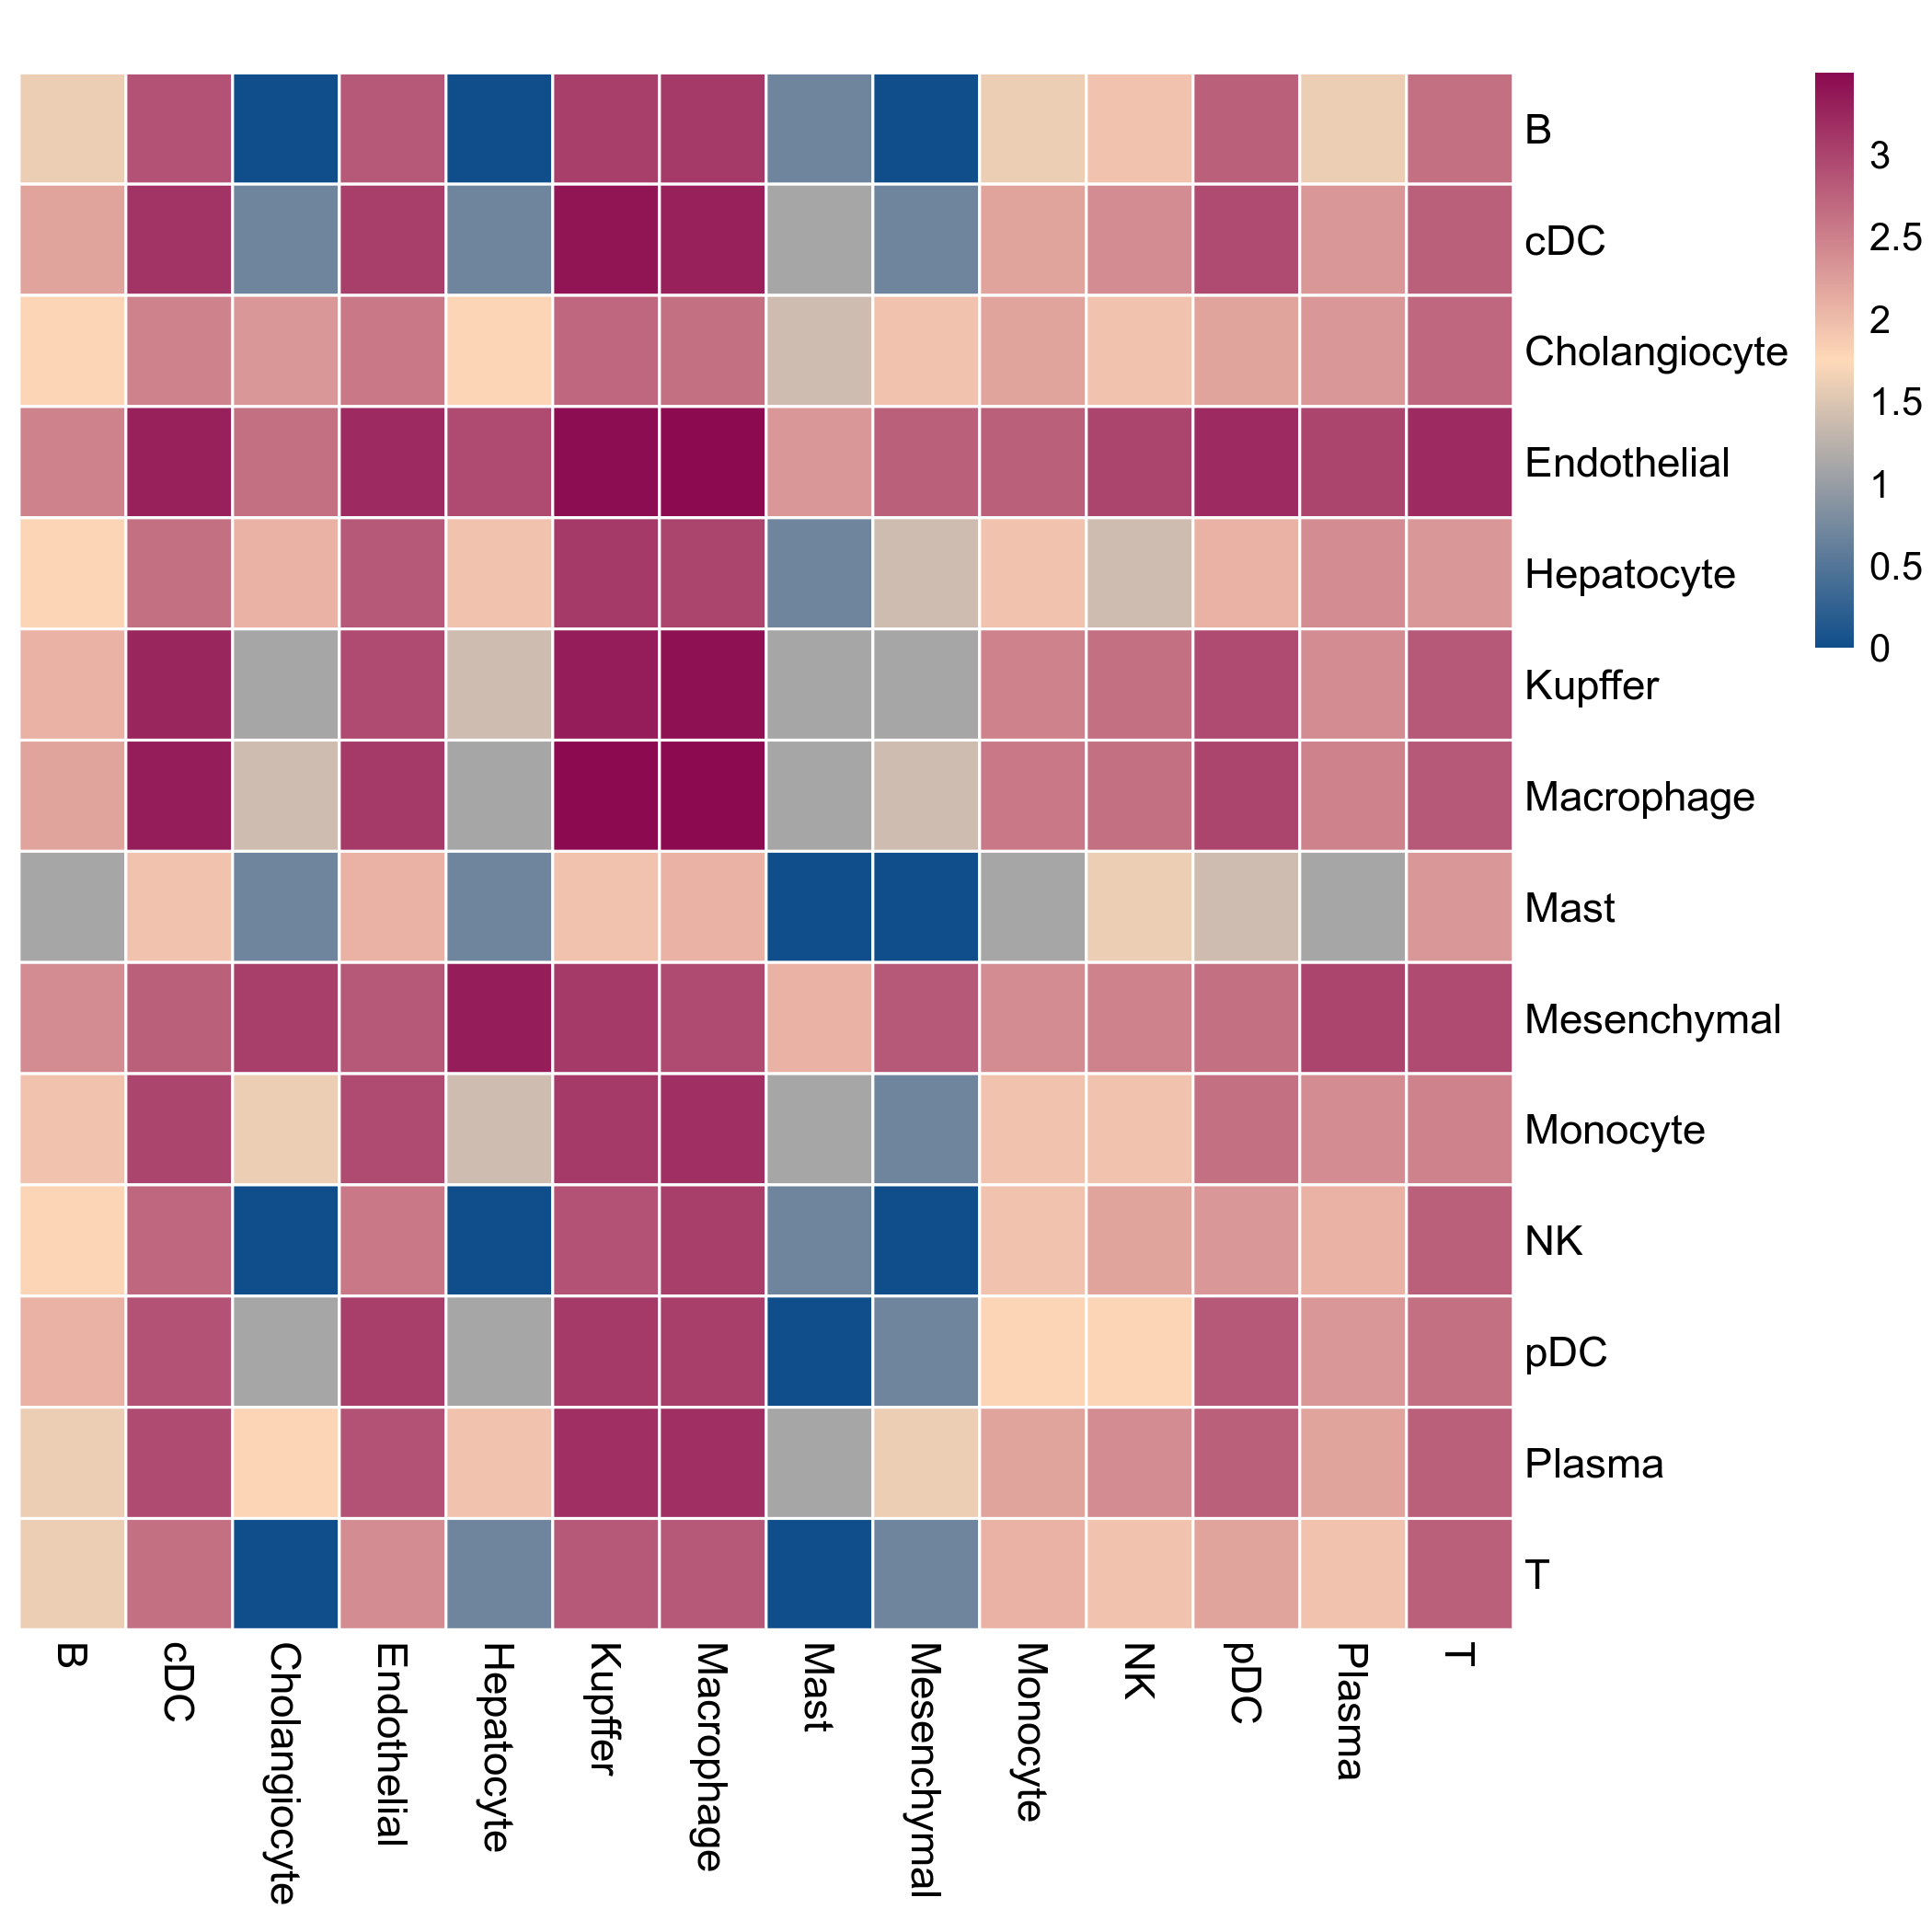 B
cDC
Cholangiocyte
Endothelial
Hepatocyte
Kupffer
Macrophage
Mast
Mesenchymal
Monocyte
NK
pDC
Plasma
T
3
2.5
2
1.5
1
0.5
0
B
cDC
Cholangiocyte
Endothelial
Hepatocyte
Kupffer
Macrophage
Mast
Mesenchymal
Monocyte
NK
pDC
Plasma
T